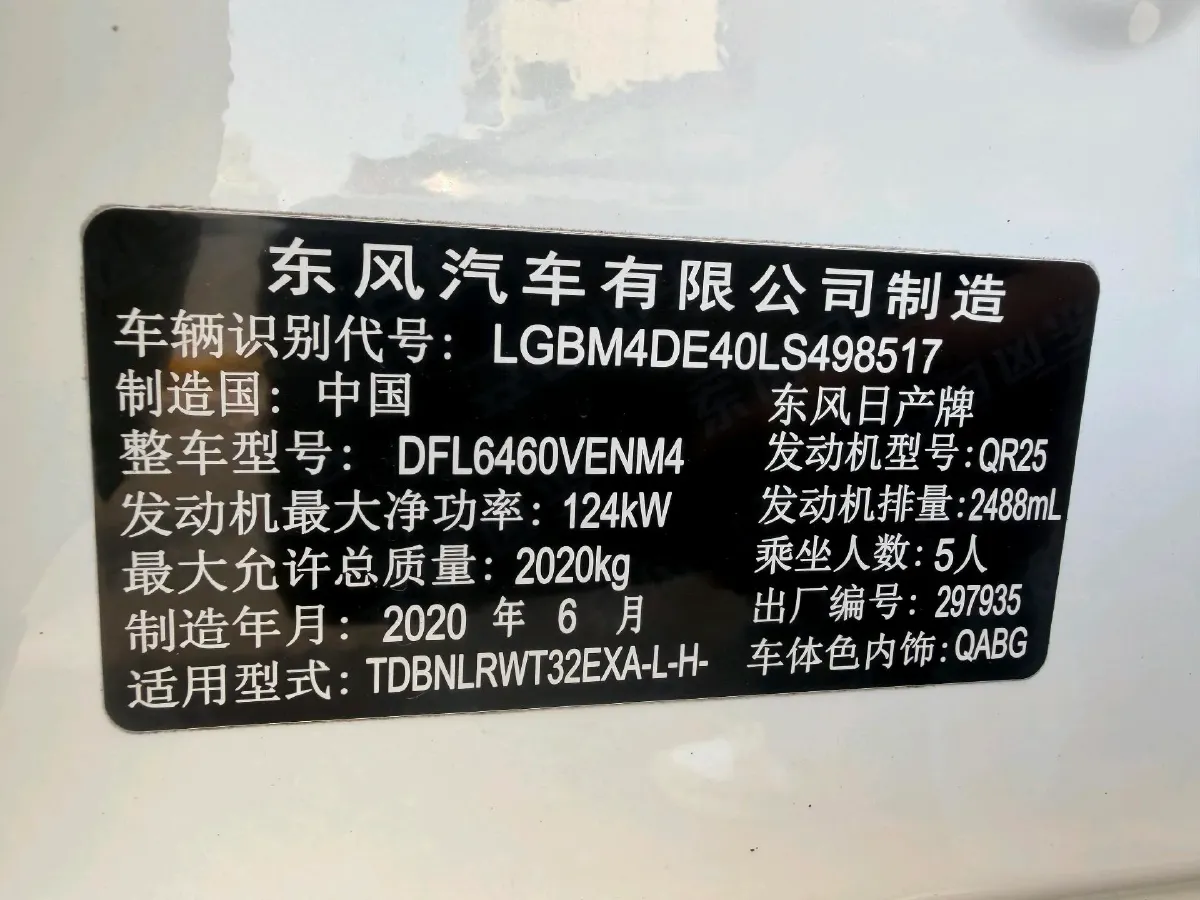 东风汽车有限公司制造
车辆识别代号：LGBM4DE40LS498517
制造国：中国 东风日产牌
整车型号：DFL6460VENM4 发动机型号:QR25
发动机最大净功率：124kW 发动机排量:2488mL
最大允许总质量：2020kg 乘坐人数：5人
制造年月：2020 年 6 月 出厂编号：297935
适用型式：TDBNLRWT32EXA-L-H- 车体色内饰:QABG